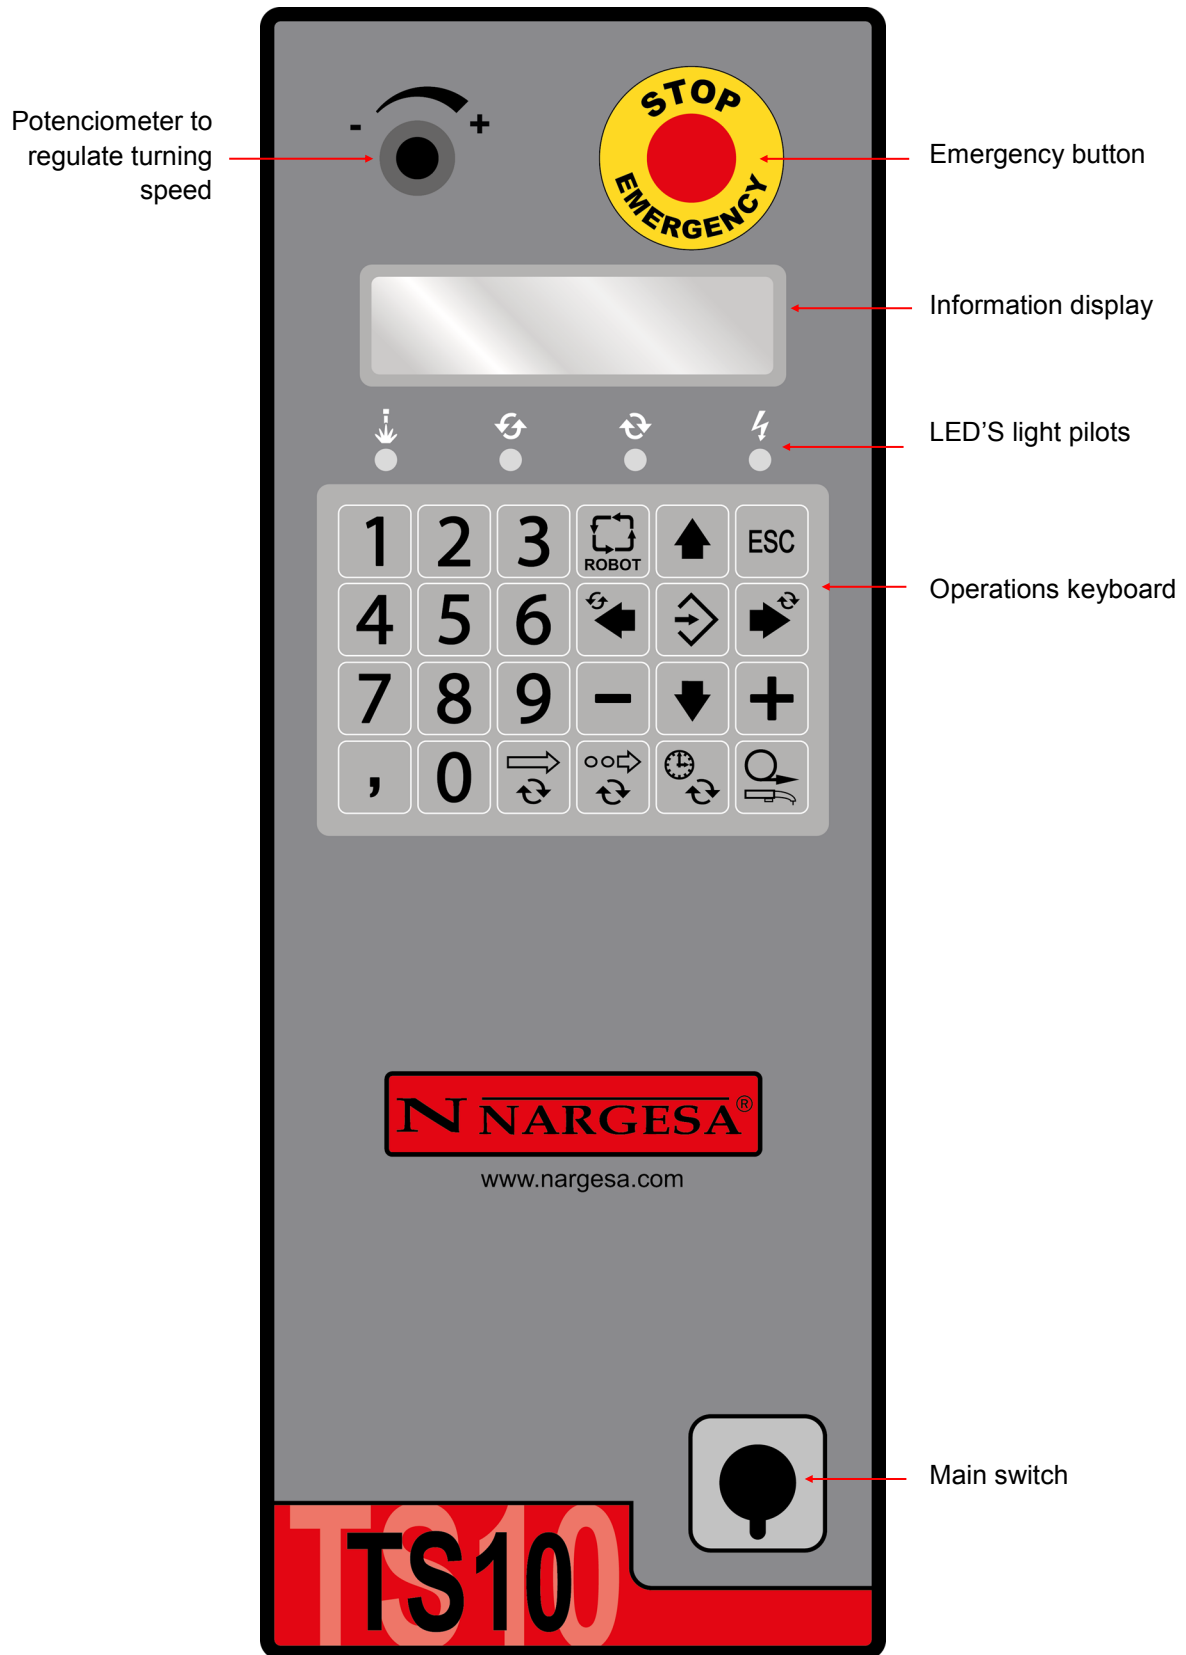 Potenciometer to
regulate turning
speed
- +
STOP
EMERGENCY
Emergency button
Information display
LED'S light pilots
1 2 3 ROBOT ESC
Operations keyboard
4 5 6
7 8 9 - +
, 0
N NARGESA®
www.nargesa.com
Main switch
TS10
TS10